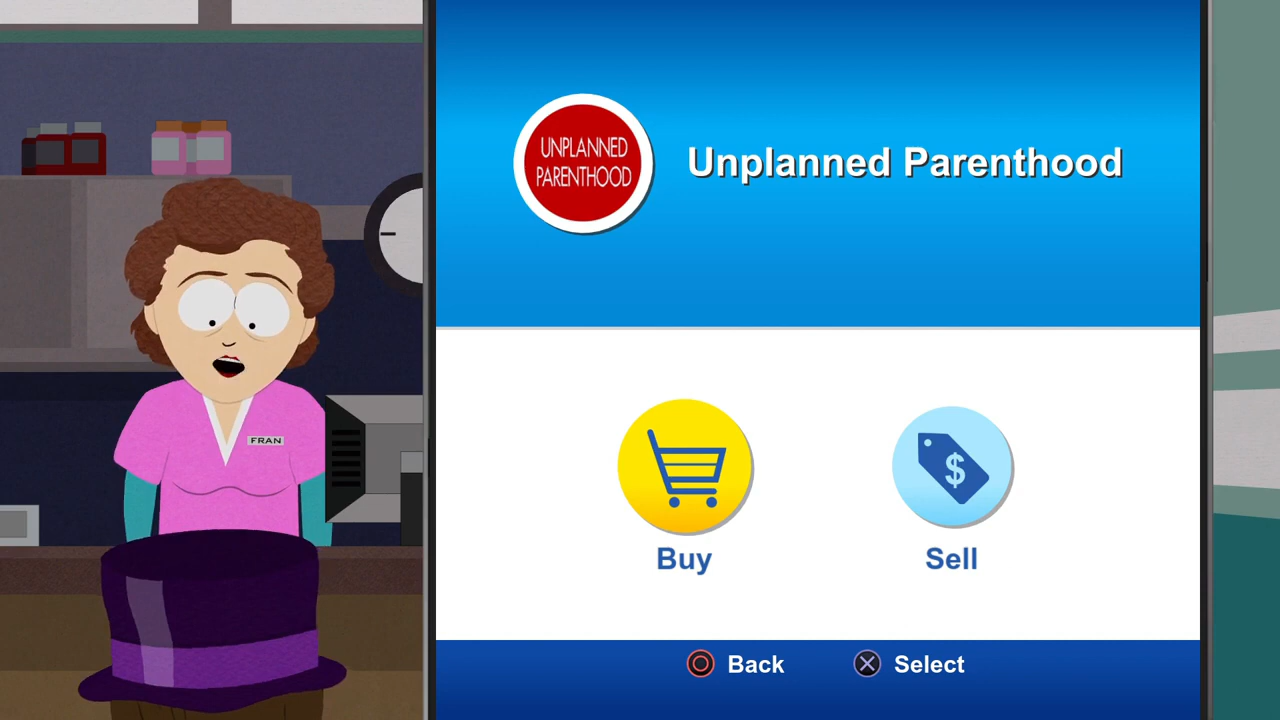 UNPLANNED
PARENTHOOD
Unplanned Parenthood
FRAN
$
Buy
Sell
Back
Select